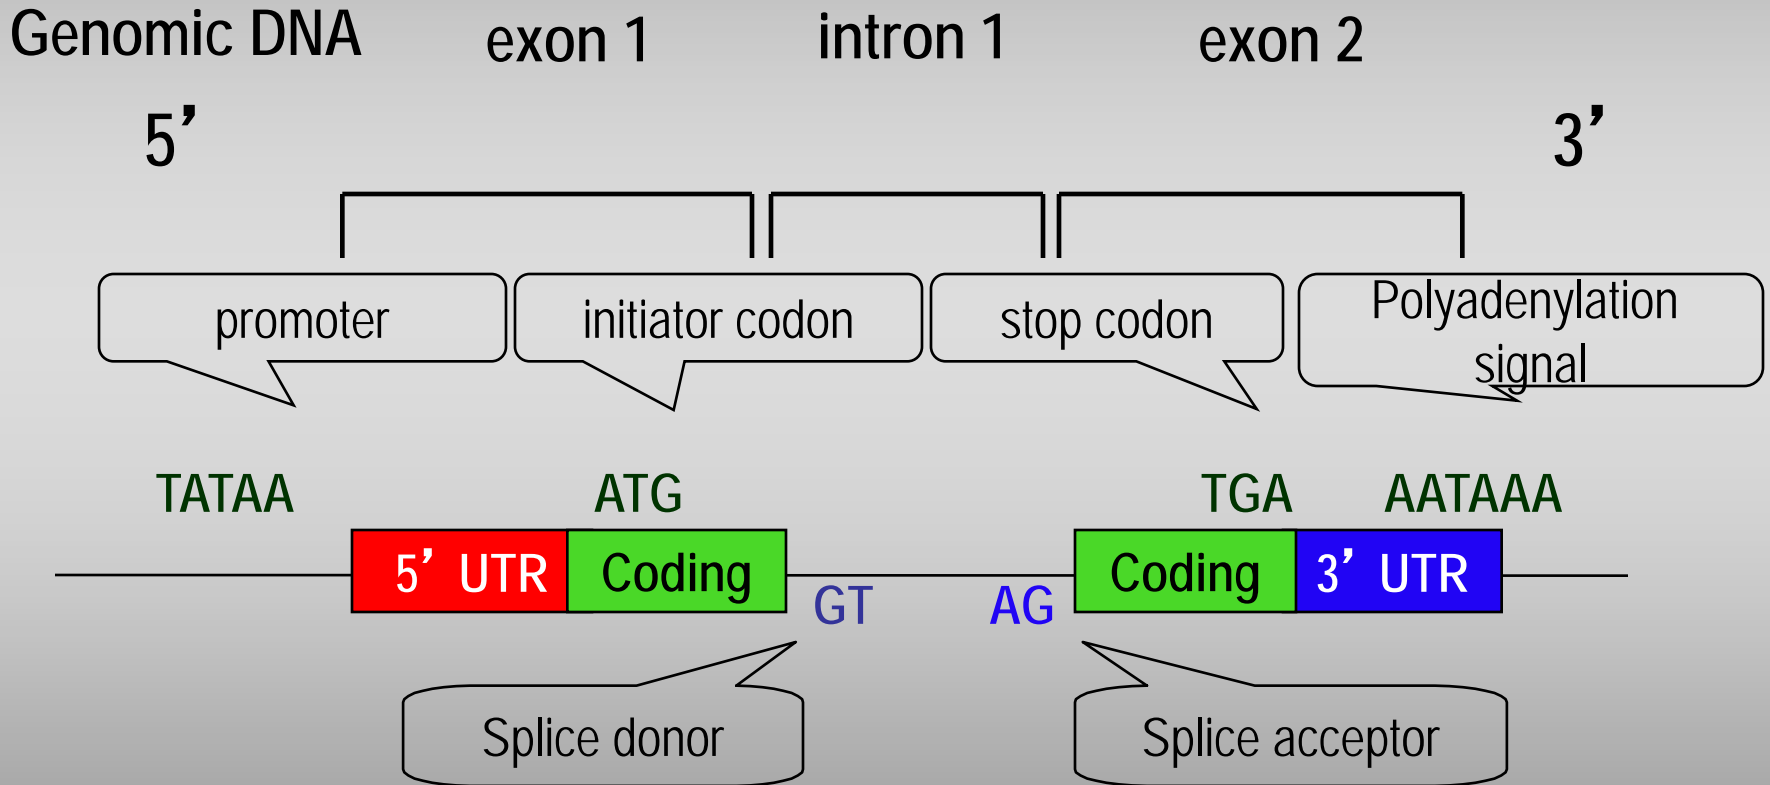 Genomic DNA exon 1 intron 1 exon 2
5’ 3’
promoter initiator codon stop codon Polyadenylation
signal
TATAA ATG TGA AATAAA
5’ UTR Coding Coding 3’ UTR
GT AG
Splice donor Splice acceptor